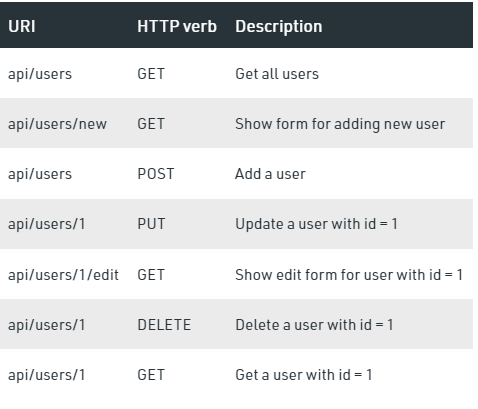 URI HTTP verb Description
api/users GET Get all users
api/users/new GET Show form for adding new user
api/users POST Add a user
api/users/1 PUT Update a user with id = 1
api/users/1/edit GET Show edit form for user with id = 1
api/users/1 DELETE Delete a user with id = 1
api/users/1 GET Get a user with id = 1